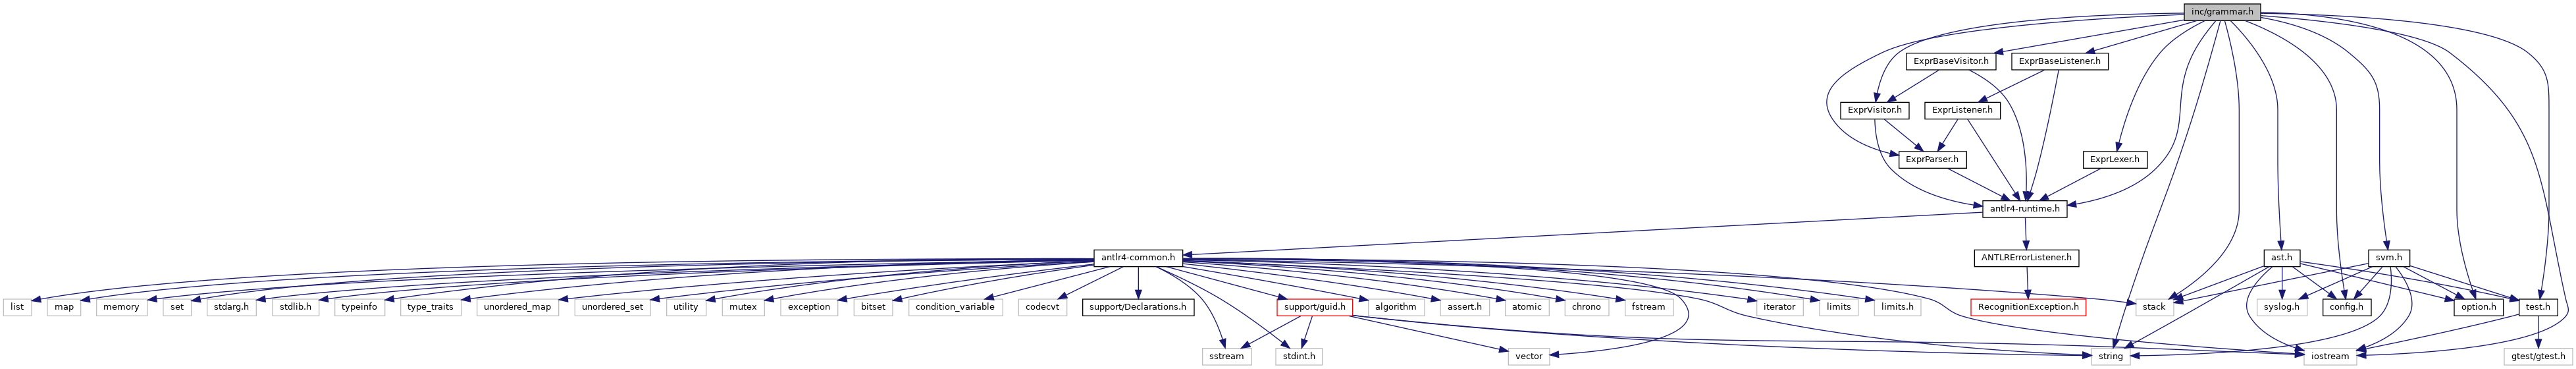 inc/grammar.h
ExprBaseVisitor.h
ExprBaseListener.h
ExprVisitor.h
ExprListener.h
ExprParser.h
ExprLexer.h
antlr4-runtime.h
antlr4-common.h
ANTLRErrorListener.h
ast.h
svm.h
list
map
memory
set
stdarg.h
stdlib.h
typeinfo
type_traits
unordered_map
unordered_set
utility
mutex
exception
bitset
condition_variable
codecvt
support/Declarations.h
support/guid.h
algorithm
assert.h
atomic
chrono
fstream
iterator
limits
limits.h
RecognitionException.h
stack
syslog.h
config.h
option.h
test.h
sstream
stdint.h
vector
string
iostream
gtest/gtest.h